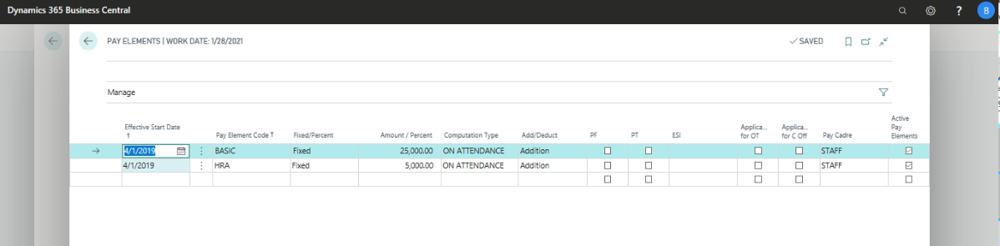 Dynamics 365 Business Central
?
B
PAY ELEMENTS | WORK DATE: 1/28/2021
✓ SAVED
Manage
Effective Start Date ↑ Pay Element Code ↑ Fixed/Percent Amount / Percent Computation Type Add/Deduct PF PT ESI Applica... for OT Applica... for C Off Pay Cadre Active Pay Elements
4/1/2019 BASIC Fixed 25,000.00 ON ATTENDANCE Addition STAFF
4/1/2019 HRA Fixed 5,000.00 ON ATTENDANCE Addition STAFF